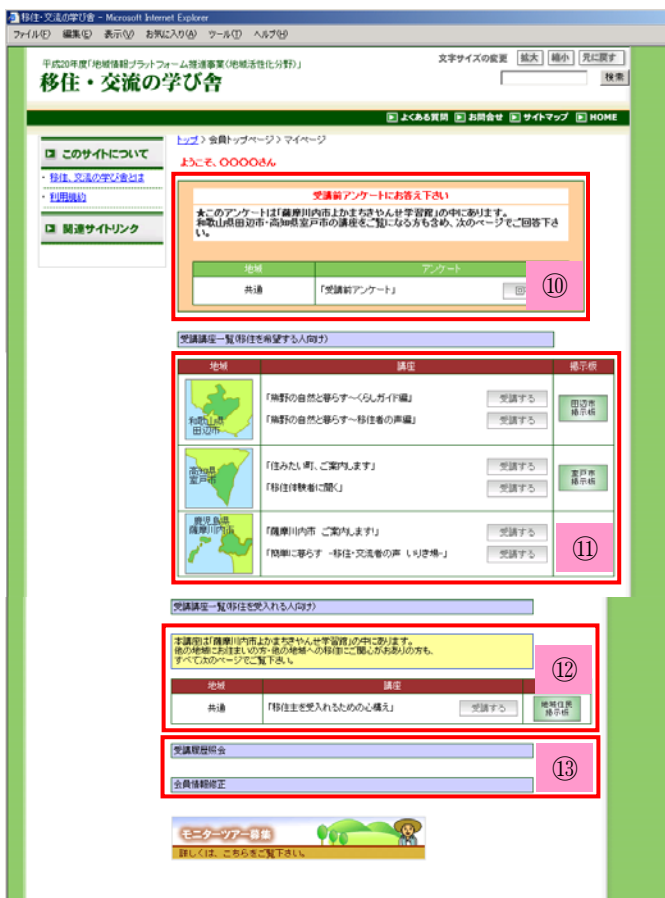 移住・交流の学び舎 - Microsoft Internet Explorer
ファイル(F) 編集(E) 表示(V) お気に入り(A) ツール(T) ヘルプ(H)
平成20年度「地域情報プラットフォーム推進事業(地域活性化分野)」
移住・交流の学び舎
文字サイズの変更 拡大 縮小 元に戻す
検索
よくある質問 お問合せ サイトマップ HOME
このサイトについて
・移住、交流の学び舎とは
・利用規約
関連サイトリンク
トップ > 会員トップページ > マイページ
ようこそ、OOOOさん
受講前アンケートにお答え下さい
★このアンケートは「薩摩川内市上かまちきやんせ学習館」の中にあります。
和歌山県田辺市・高知県室戸市の講座をご覧になる方も含め、次のページでご回答下さ
い。
地域 アンケート
共通 「受講前アンケート」
⑩
受講講座一覧(移住を希望する人向け)
地域 講座 掲示板
和歌山県
田辺市
「熊野の自然と暮らす~くらしガイド編」 受講する
「熊野の自然と暮らす~移住者の声編」 受講する
田辺市
掲示板
高知県
室戸市
「住みたい町、ご案内します」 受講する
「移住体験者に聞く」 受講する
室戸市
掲示板
鹿児島県
薩摩川内市
「薩摩川内市 ご案内します!」 受講する
「簡単に暮らす -移住・交流者の声 いりき場-」 受講する
⑪
受講講座一覧(移住を受入れる人向け)
本講座は「薩摩川内市上かまちきやんせ学習館」の中にあります。
他の地域にお住まいの方・他の地域への移住にご関心がおありの方も、
すべて次のページでご覧下さい。
⑫
地域 講座
共通 「移住主を受入れるための心構え」 受講する
地域住民
掲示板
受講履歴照会
⑬
会員情報修正
モニターツアー募集
詳しくは、こちらをご覧下さい。